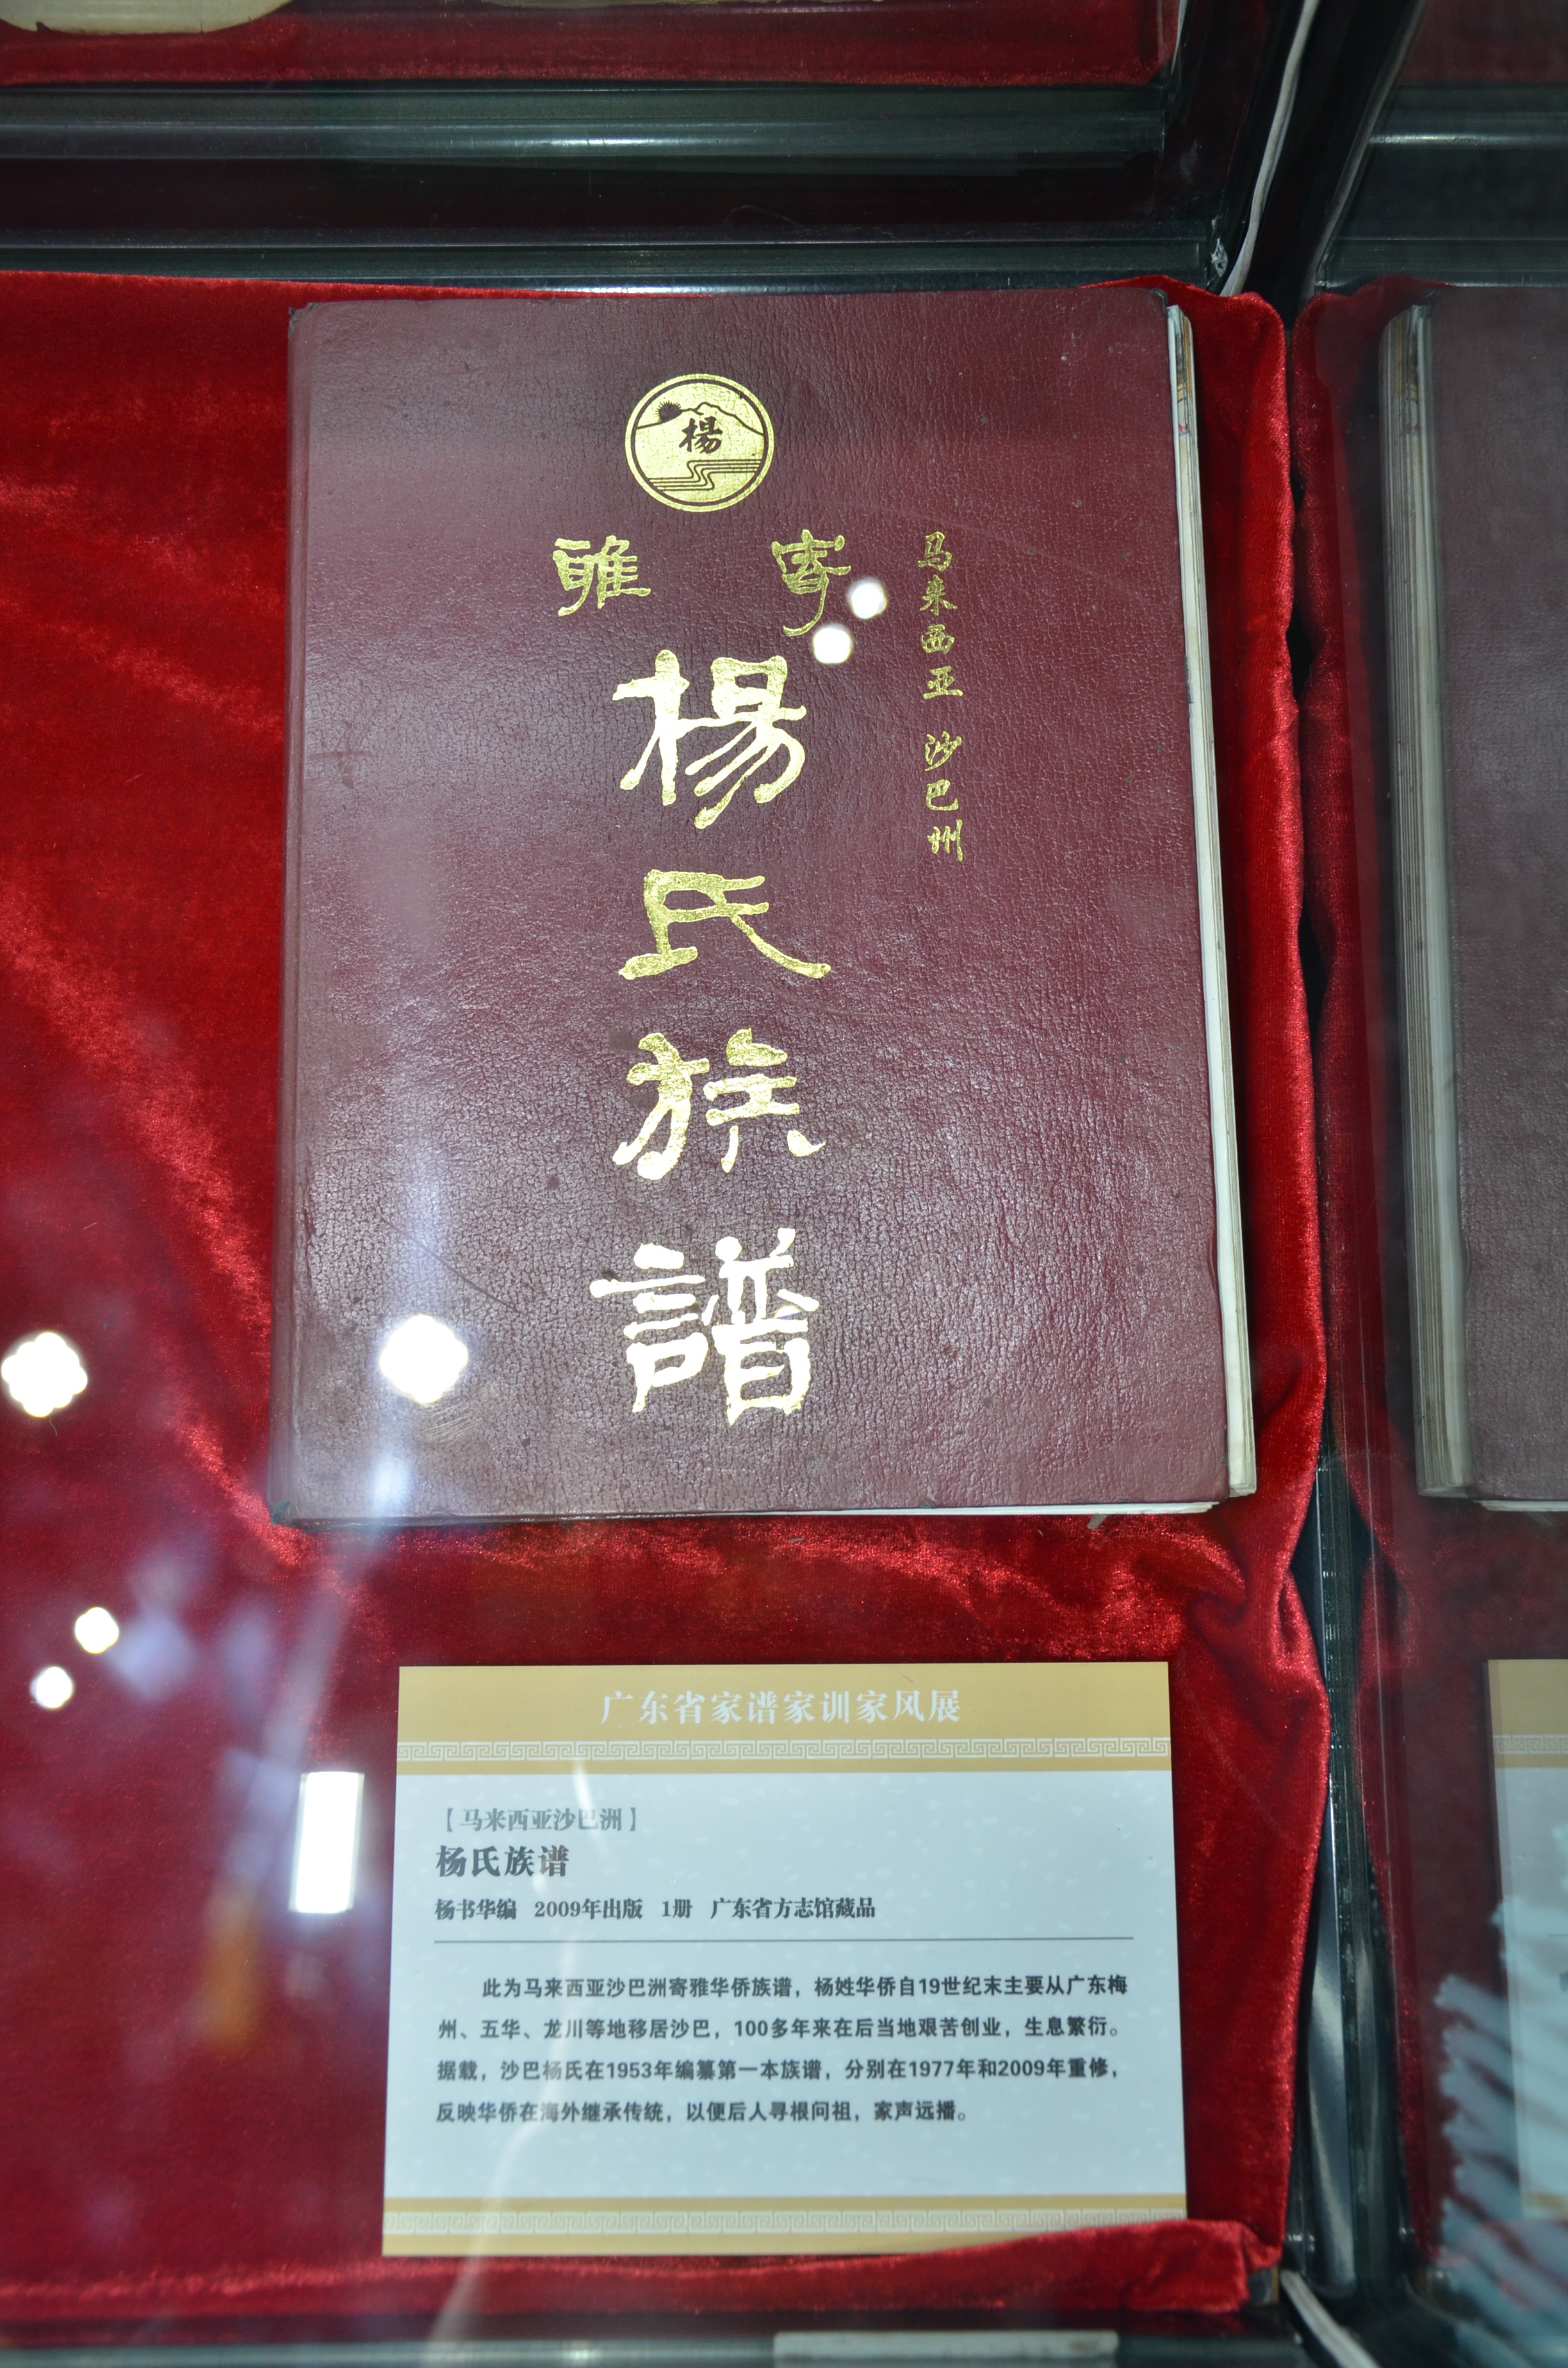 楊
寄 雅
马来西亚 沙巴州
楊氏族譜
广东省家谱家训家风展
【马来西亚沙巴洲】
杨氏族谱
杨书华编 2009年出版 1册 广东省方志馆藏品
此为马来西亚沙巴洲寄雅华侨族谱，杨姓华侨自19世纪末主要从广东梅
州、五华、龙川等地移居沙巴，100多年来在后当地艰苦创业，生息繁衍。
据载，沙巴杨氏在1953年编纂第一本族谱，分别在1977年和2009年重修，
反映华侨在海外继承传统，以便后人寻根问祖，家声远播。